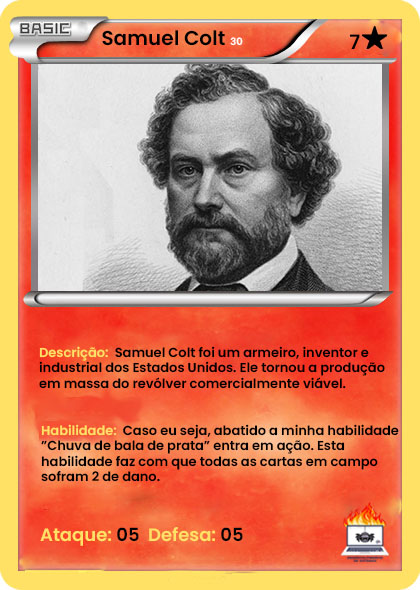 BASIC
Samuel Colt 30
7★
Descrição: Samuel Colt foi um armeiro, inventor e
industrial dos Estados Unidos. Ele tornou a produção
em massa do revólver comercialmente viável.
Habilidade: Caso eu seja, abatido a minha habilidade
"Chuva de bala de prata" entra em ação. Esta
habilidade faz com que todas as cartas em campo
sofram 2 de dano.
Ataque: 05 Defesa: 05